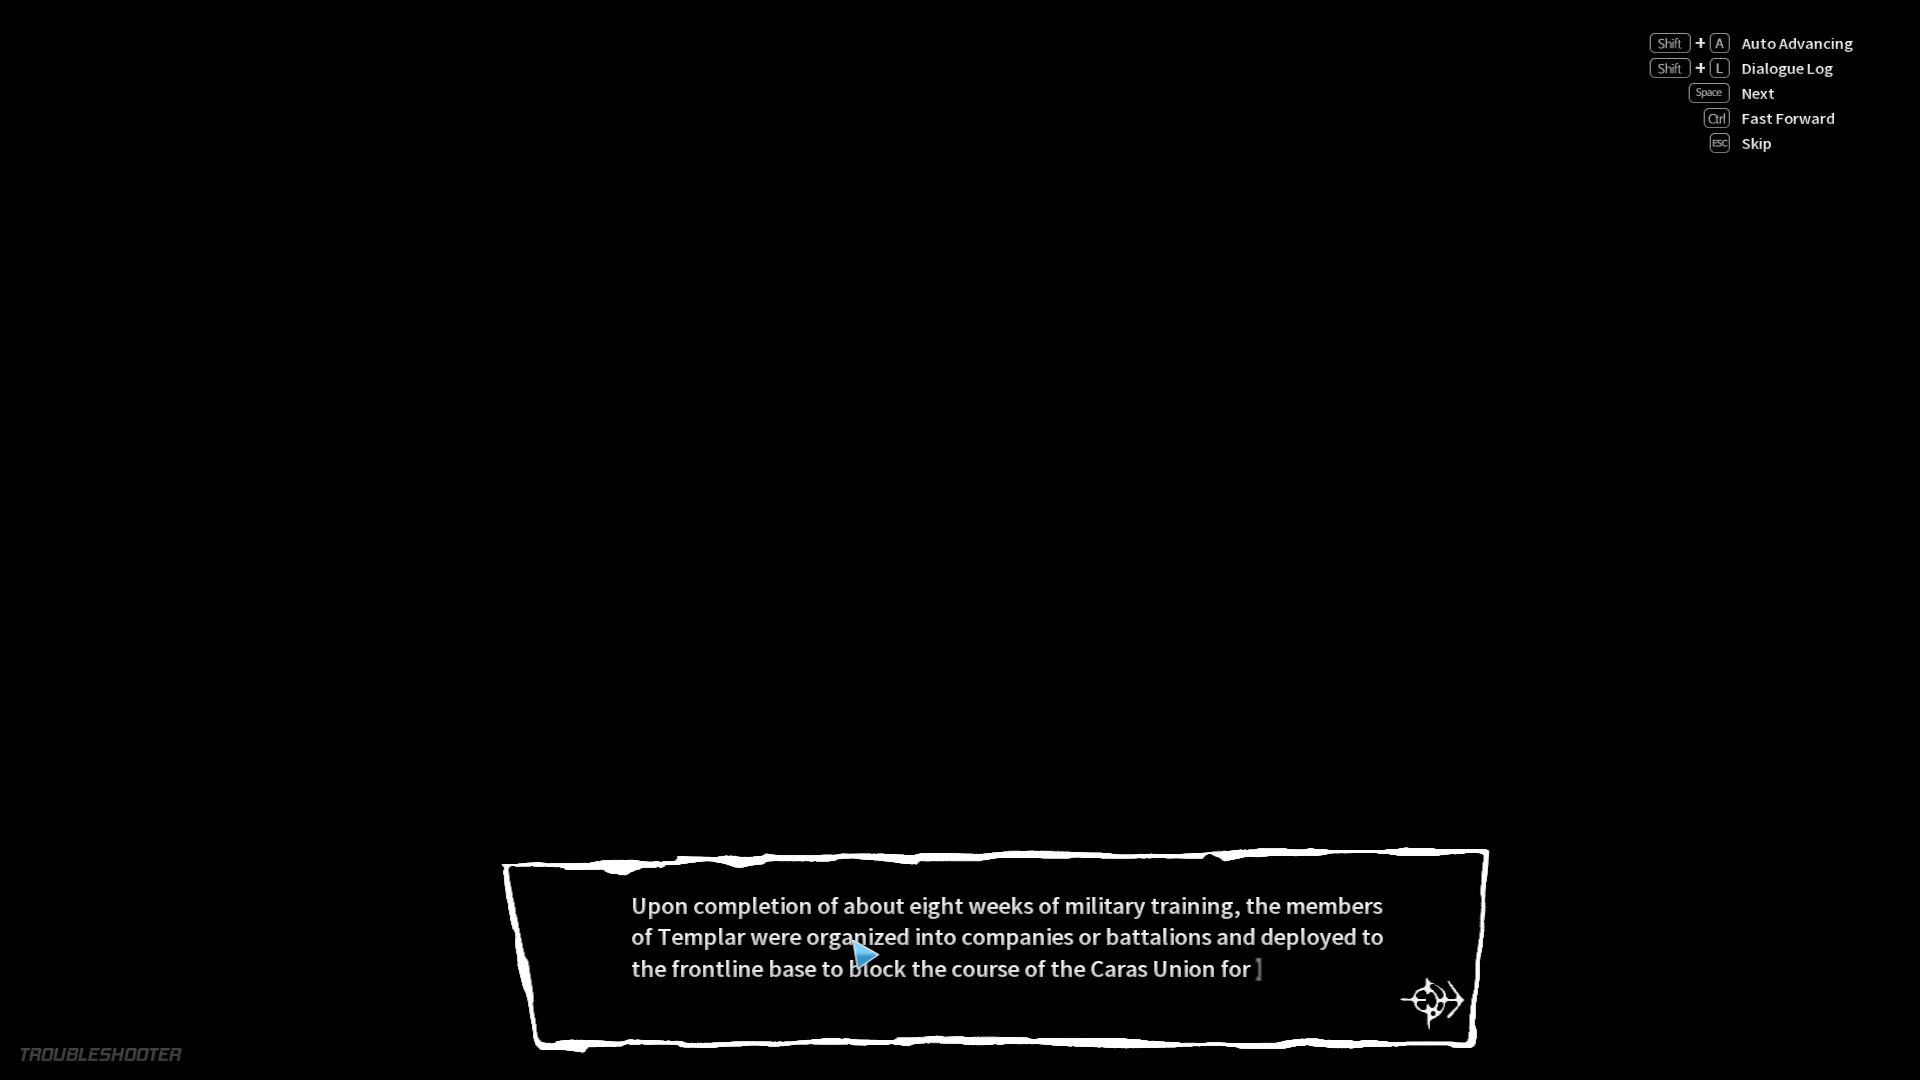 Shift + A Auto Advancing
Shift + L Dialogue Log
Space Next
Ctrl Fast Forward
ESC Skip
Upon completion of about eight weeks of military training, the members
of Templar were organized into companies or battalions and deployed to
the frontline base to block the course of the Caras Union for ]
TROUBLESHOOTER